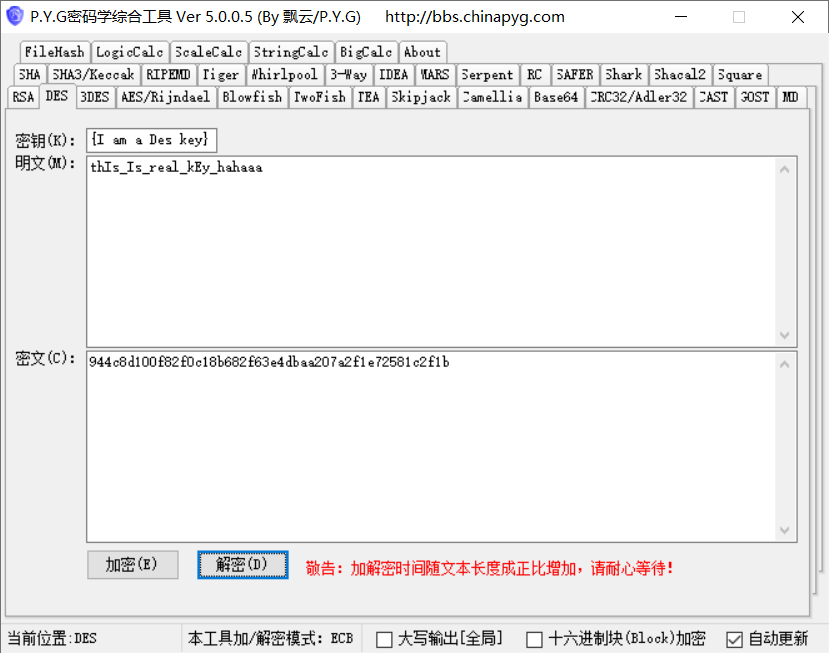 P.Y.G密码学综合工具 Ver 5.0.0.5 (By 飘云/P.Y.G) http://bbs.chinapyg.com
FileHash LogicCalc ScaleCalc StringCalc BigCalc About
SHA SHA3/Keccak RIPEMD Tiger Whirlpool 3-Way IDEA MARS Serpent RC SAFER Shark Shacal2 Square
RSA DES 3DES AES/Rijndael Blowfish TwoFish TEA Skipjack Camellia Base64 CRC32/Adler32 CAST GOST MD
密钥(K): {I am a Des key}
明文(M): thIs_Is_real_kEy_hahaaa
密文(C): 944c8d100f82f0c18b682f63e4dbaa207a2f1e72581c2f1b
加密(E) 解密(D) 敬告: 加解密时间随文本长度成正比增加, 请耐心等待!
当前位置:DES 本工具加/解密模式: ECB 大写输出[全局] 十六进制块(Block)加密 自动更新